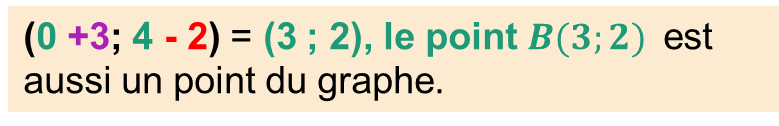 (0 +3; 4 - 2) = (3 ; 2), le point B(3; 2) est
aussi un point du graphe.